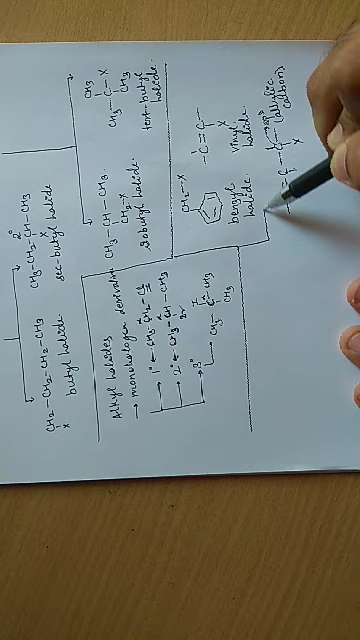 CH2-CH2-CH2-CH3
X
butyl halide
2°
CH3-CH2-CH-CH3
X
sec-butyl halide
CH3-CH-CH3
CH2-X
isobutyl halide
CH3
CH3-C-X
CH3
tert-butyl
halide
Alkyl halides
→ monohalogen derivative
→ 1° ← CH3-CH2-
→ 2° ← CH3-CH-CH3
→ 3°
CH3
CH3
CH3
CH2-X
benzyl
halide
-C=C-
X
vinyl
halide
X
(allylic
carbon)